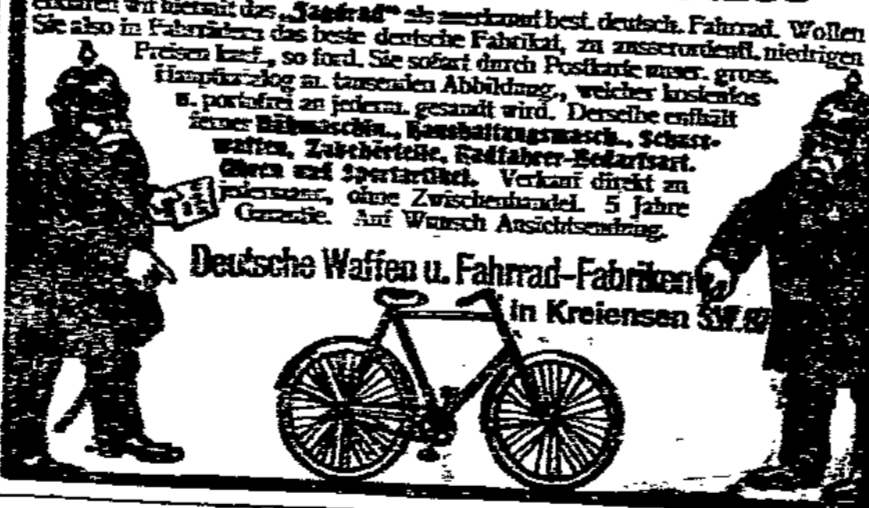 erklären wir hiermit das „Jagdrad“ als anerkannt best. deutsch. Fahrrad. Wollen
Sie also in Fahrrädern das beste deutsche Fabrikat, zu ausserordentl. niedrigen
Preisen kauf., so ford. Sie sofort durch Postkarte unser. gross.
Hauptkatalog m. tausenden Abbildung., welcher kostenlos
u. portofrei an jederm. gesandt wird. Derselbe enthält
ferner Nähmaschin., Haushaltungsmasch., Schuss-
waffen, Zubehörteile, Radfahrer-Bedarfsart.
Uhren und Sportartikel. Verkauf direkt an
jedermann, ohne Zwischenhandel. 5 Jahre
Garantie. Auf Wunsch Ansichtsendung.
Deutsche Waffen u. Fahrrad-Fabriken
in Kreiensen